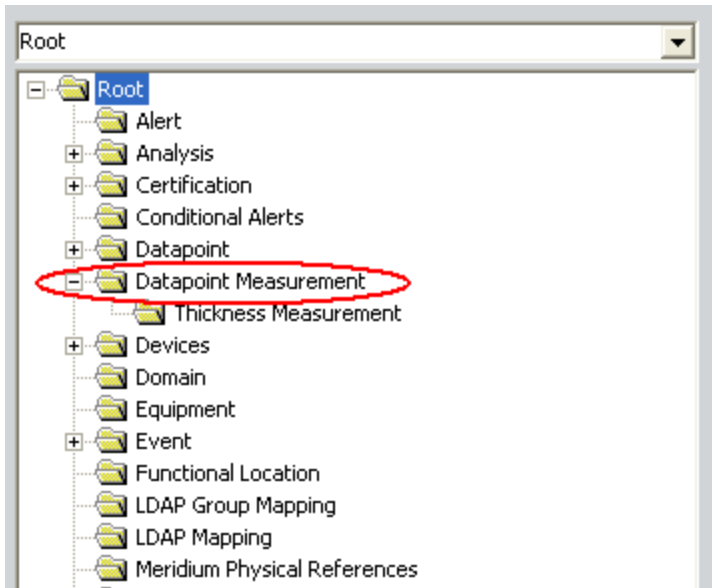 Root
Root
Alert
Analysis
Certification
Conditional Alerts
Datapoint
Datapoint Measurement
Thickness Measurement
Devices
Domain
Equipment
Event
Functional Location
LDAP Group Mapping
LDAP Mapping
Meridium Physical References